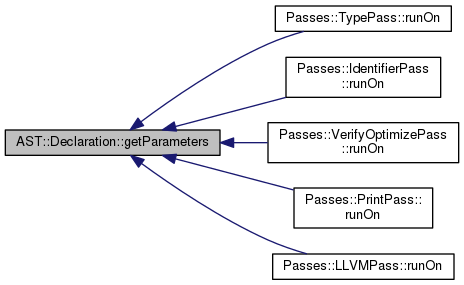 Passes::TypePass::runOn
Passes::IdentifierPass
::runOn
AST::Declaration::getParameters
Passes::VerifyOptimizePass
::runOn
Passes::PrintPass::
runOn
Passes::LLVMPass::runOn